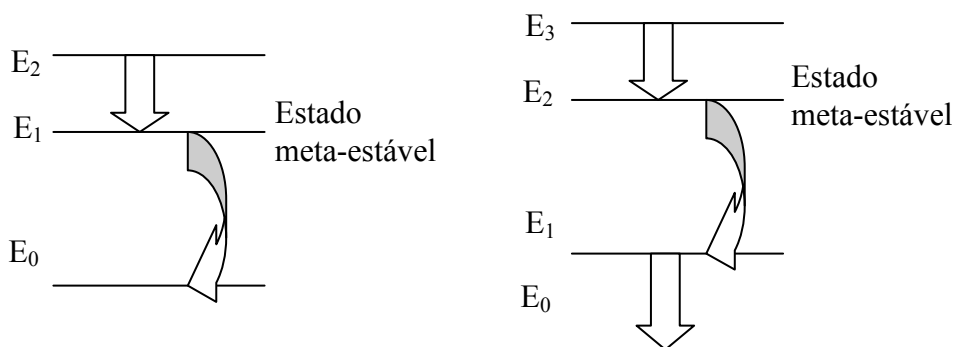 E₂
E₁
Estado
meta-estável
E₀
E₃
E₂
Estado
meta-estável
E₁
E₀